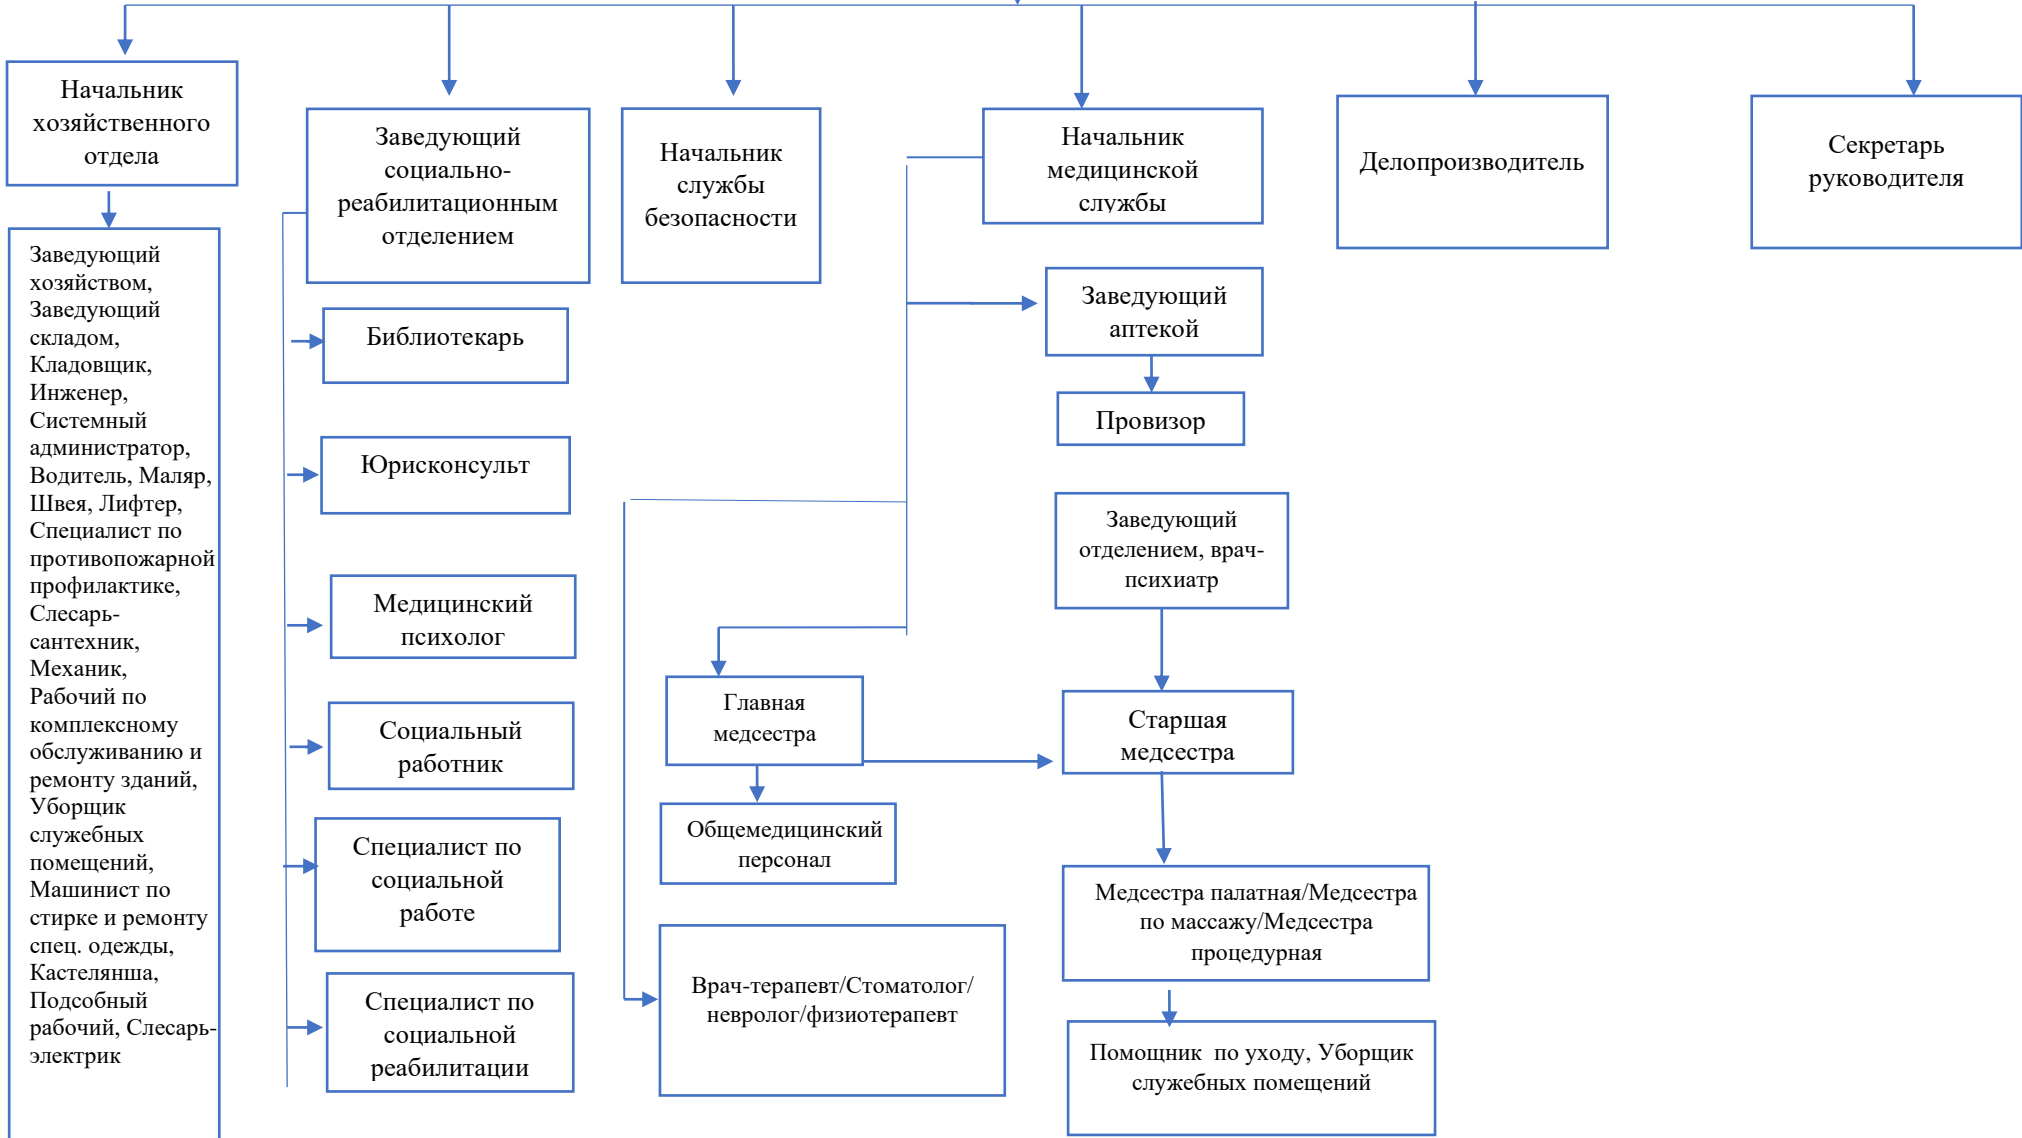 Начальник
хозяйственного
отдела
Заведующий
хозяйством,
Заведующий
складом,
Кладовщик,
Инженер,
Системный
администратор,
Водитель, Маляр,
Швея, Лифтер,
Специалист по
противопожарной
профилактике,
Слесарь-
сантехник,
Механик,
Рабочий по
комплексному
обслуживанию и
ремонту зданий,
Уборщик
служебных
помещений,
Машинист по
стирке и ремонту
спец. одежды,
Кастелянша,
Подсобный
рабочий, Слесарь-
электрик
Заведующий
социально-
реабилитационным
отделением
Библиотекарь
Юрисконсульт
Медицинский
психолог
Социальный
работник
Специалист по
социальной
работе
Специалист по
социальной
реабилитации
Начальник
службы
безопасности
Начальник
медицинской
службы
Заведующий
аптекой
Провизор
Заведующий
отделением, врач-
психиатр
Главная
медсестра
Старшая
медсестра
Общемедицинский
персонал
Медсестра палатная/Медсестра
по массажу/Медсестра
процедурная
Врач-терапевт/Стоматолог/
невролог/физиотерапевт
Помощник  по уходу, Уборщик
служебных помещений
Делопроизводитель
Секретарь
руководителя